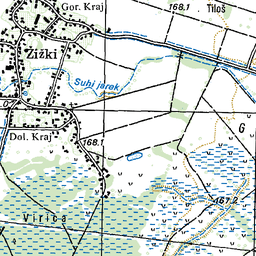 Gor. Kraj
168.1
Tiloš
Žižki
Suhi jarek
G
Dol. Kraj
168.1
167.2
Virica